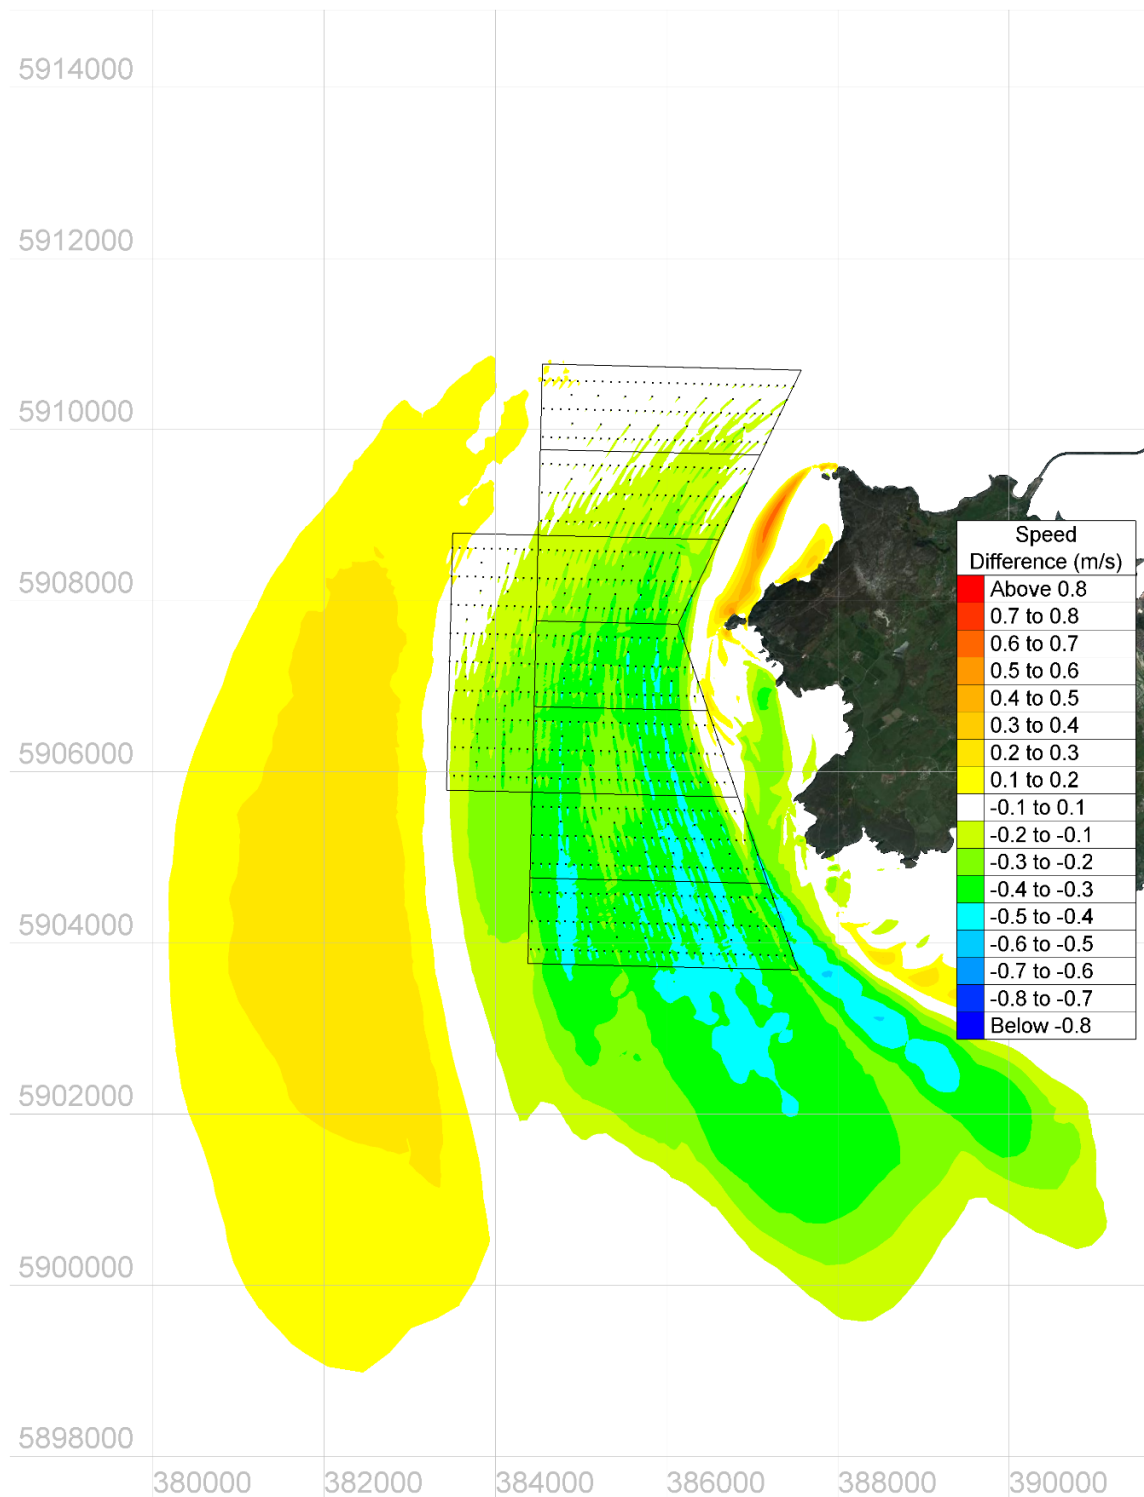 5914000
5912000
5910000
5908000
5906000
5904000
5902000
5900000
5898000
380000 382000 384000 386000 388000 390000
Speed
Difference (m/s)
Above 0.8
0.7 to 0.8
0.6 to 0.7
0.5 to 0.6
0.4 to 0.5
0.3 to 0.4
0.2 to 0.3
0.1 to 0.2
-0.1 to 0.1
-0.2 to -0.1
-0.3 to -0.2
-0.4 to -0.3
-0.5 to -0.4
-0.6 to -0.5
-0.7 to -0.6
-0.8 to -0.7
Below -0.8